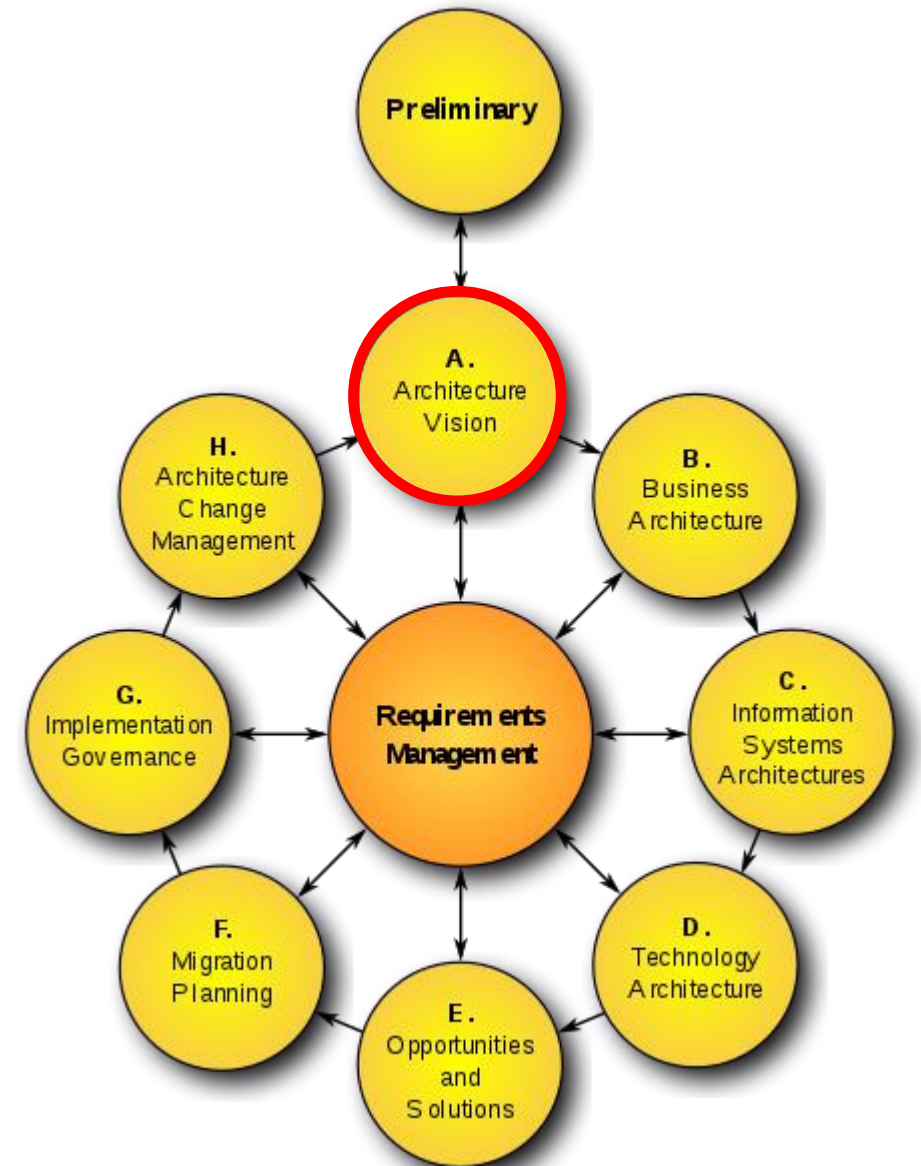 Preliminary
A.
Architecture
Vision
B.
Business
Architecture
C.
Information
Systems
Architectures
D.
Technology
Architecture
E.
Opportunities
and
Solutions
F.
Migration
Planning
G.
Implementation
Governance
H.
Architecture
Change
Management
Requirements
Management